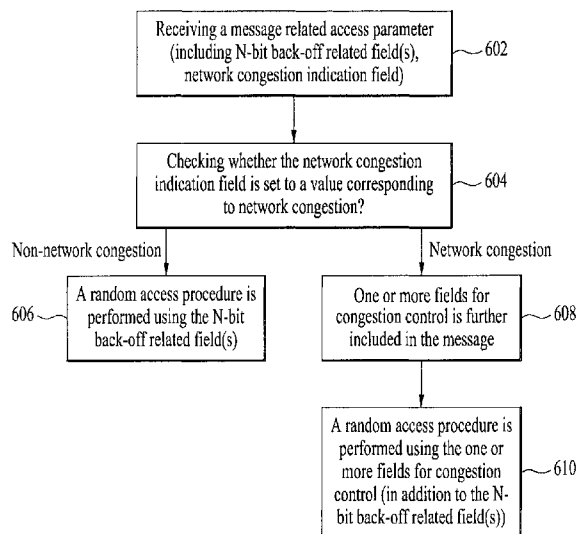 Receiving a message related access parameter
(including N-bit back-off related field(s),
network congestion indication field)
602
Checking whether the network congestion
indication field is set to a value corresponding
to network congestion?
604
Non-network congestion
Network congestion
606
A random access procedure is
performed using the N-bit
back-off related field(s)
One or more fields for
congestion control is further
included in the message
608
A random access procedure is
performed using the one or
more fields for congestion
control (in addition to the N-
bit back-off related field(s))
610